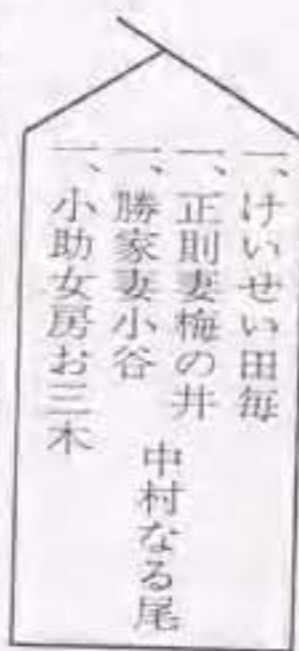 一、けいせい田毎
一、正則妻梅の井
一、勝家妻小谷
一、小助女房お三木
中村なる尾